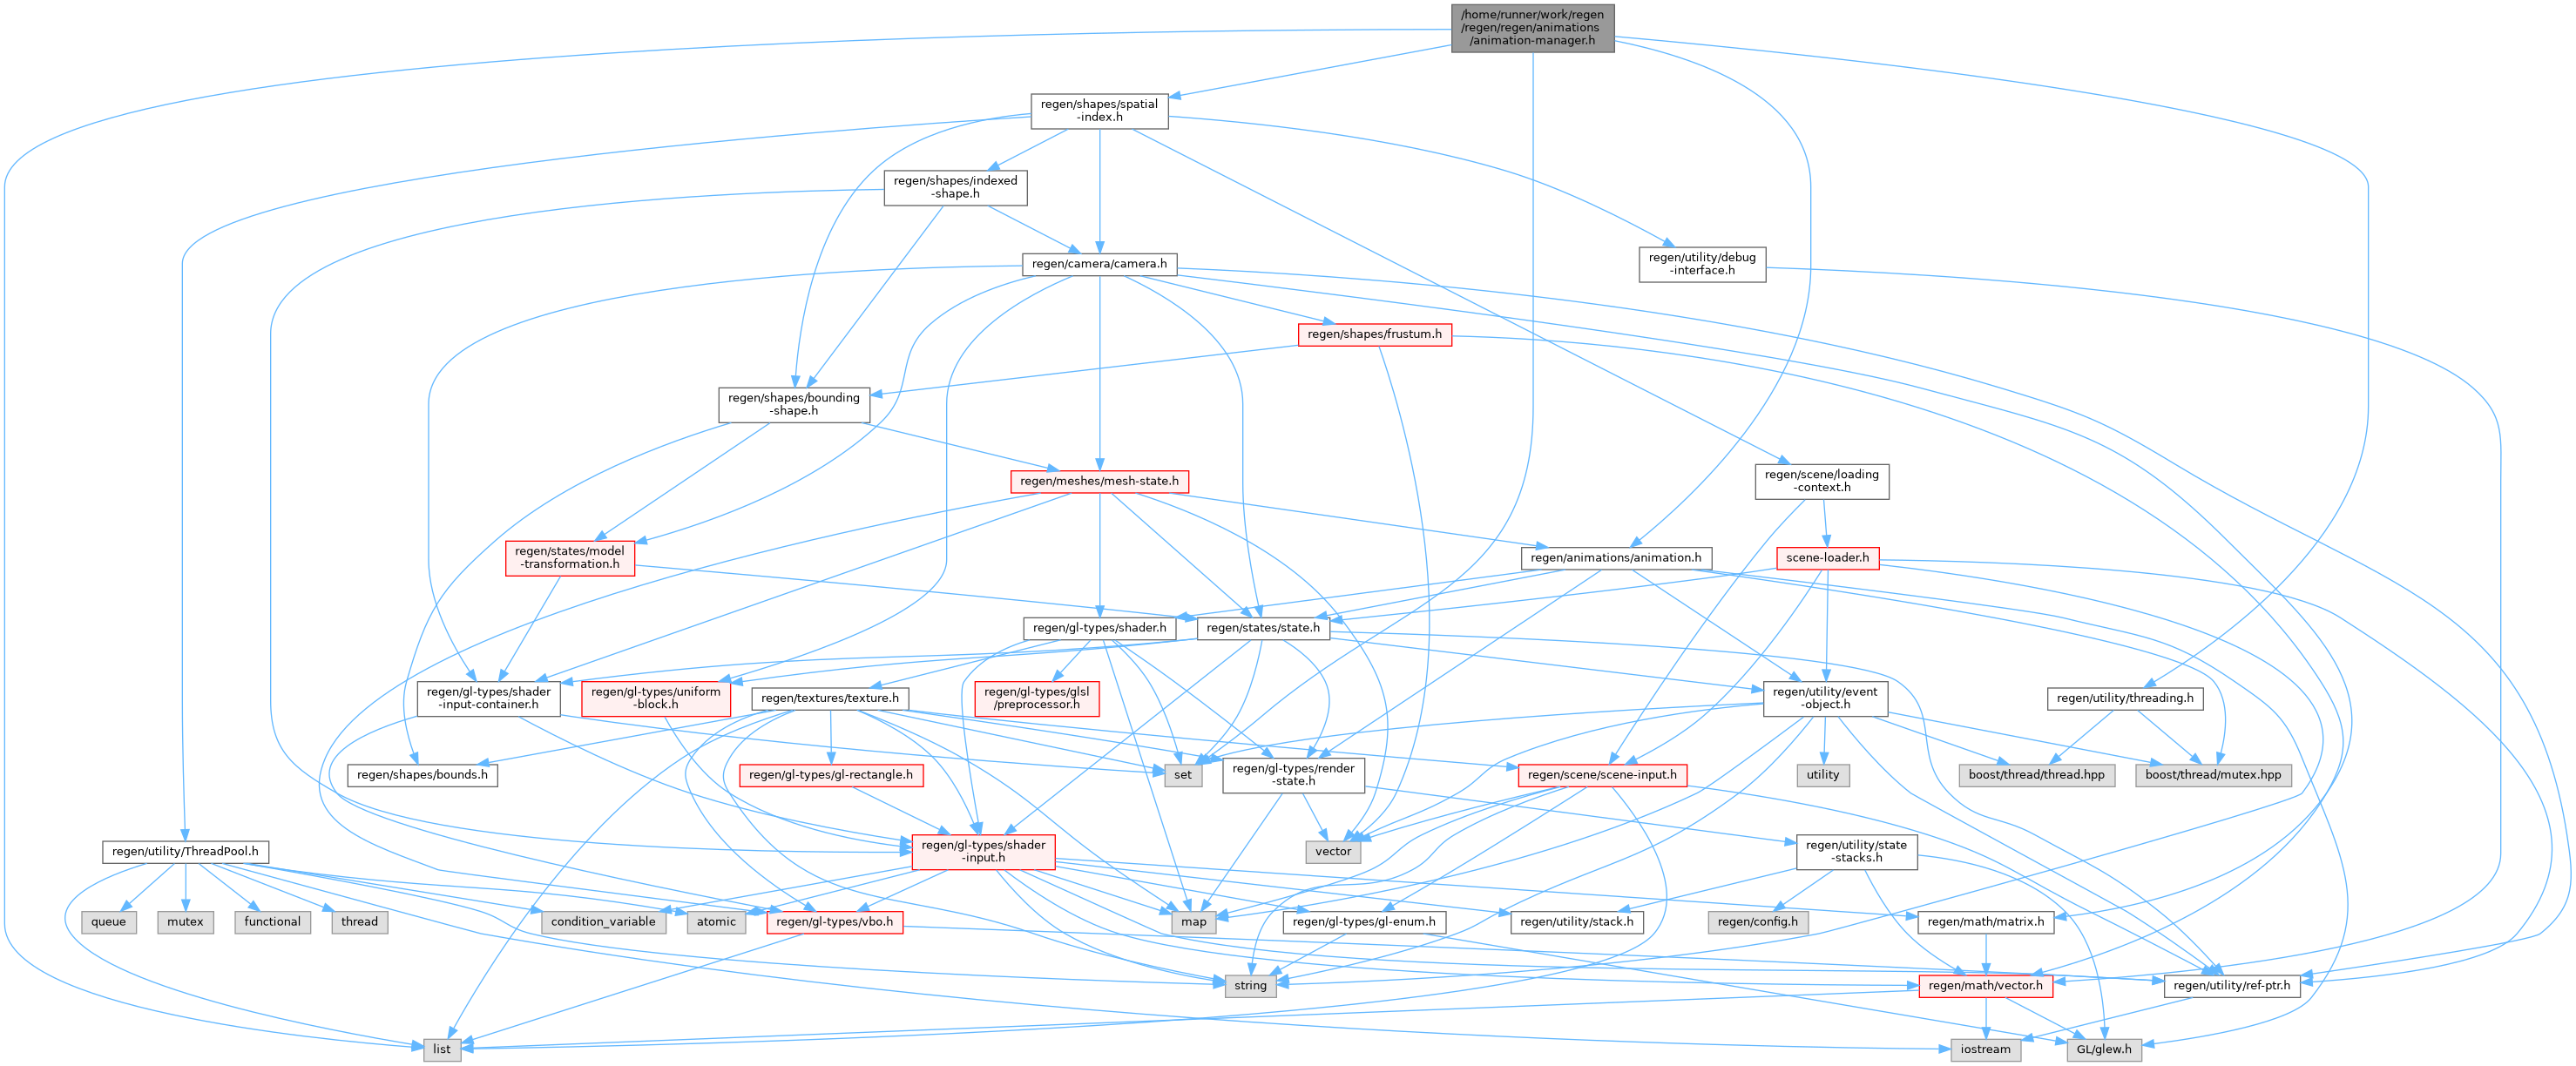 /home/runner/work/regen
/regen/regen/animations
/animation-manager.h
regen/shapes/spatial
-index.h
regen/shapes/indexed
-shape.h
regen/camera/camera.h
regen/utility/debug
-interface.h
regen/shapes/frustum.h
regen/shapes/bounding
-shape.h
regen/meshes/mesh-state.h
regen/scene/loading
-context.h
regen/states/model
-transformation.h
regen/animations/animation.h
scene-loader.h
regen/gl-types/shader.h
regen/states/state.h
regen/gl-types/shader
-input-container.h
regen/gl-types/uniform
-block.h
regen/textures/texture.h
regen/gl-types/glsl
/preprocessor.h
regen/utility/event
-object.h
regen/utility/threading.h
regen/shapes/bounds.h
regen/gl-types/gl-rectangle.h
set
regen/gl-types/render
-state.h
regen/scene/scene-input.h
utility
boost/thread/thread.hpp
boost/thread/mutex.hpp
regen/utility/ThreadPool.h
regen/gl-types/shader
-input.h
vector
regen/utility/state
-stacks.h
queue
mutex
functional
thread
condition_variable
atomic
regen/gl-types/vbo.h
map
regen/gl-types/gl-enum.h
regen/utility/stack.h
regen/config.h
regen/math/matrix.h
string
regen/math/vector.h
regen/utility/ref-ptr.h
list
iostream
GL/glew.h